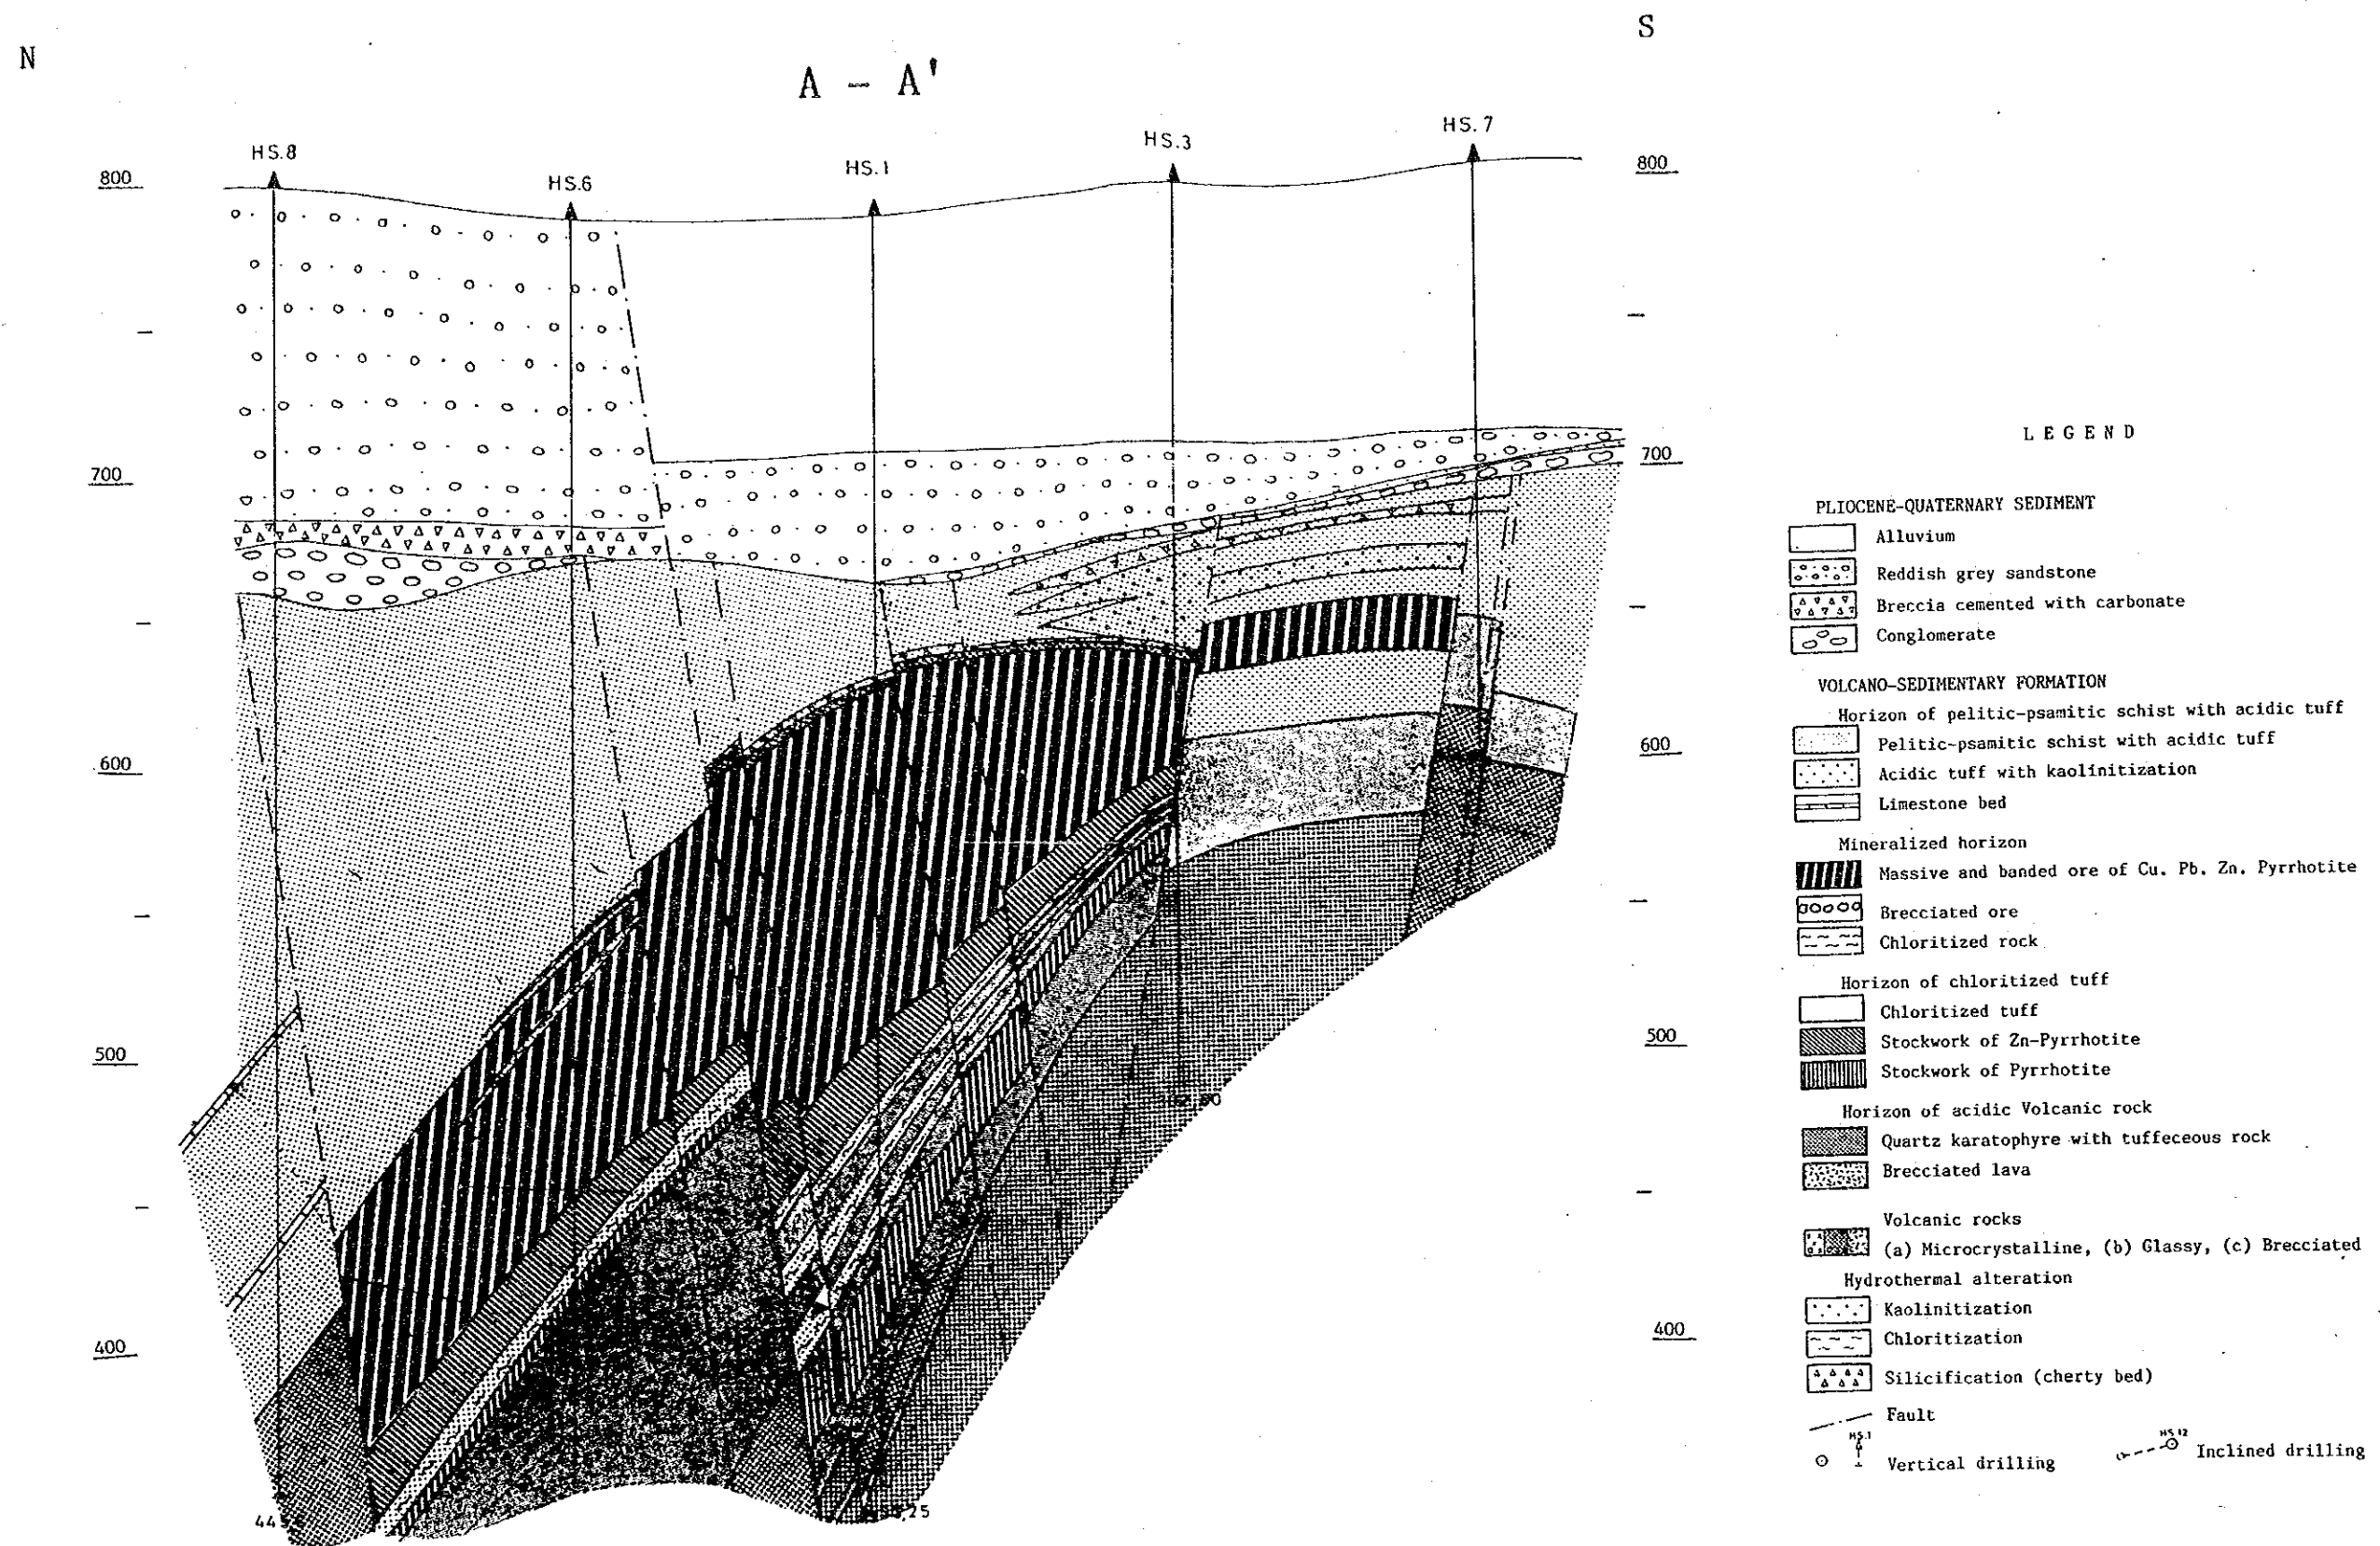 N
S
A - A'
HS.8
HS.6
HS.1
HS.3
HS.7
800
800
700
700
600
600
500
500
400
400
LEGEND
PLIOCENE-QUATERNARY SEDIMENT
Alluvium
Reddish grey sandstone
Breccia cemented with carbonate
Conglomerate
VOLCANO-SEDIMENTARY FORMATION
Horizon of pelitic-psamitic schist with acidic tuff
Pelitic-psamitic schist with acidic tuff
Acidic tuff with kaolinitization
Limestone bed
Mineralized horizon
Massive and banded ore of Cu. Pb. Zn. Pyrrhotite
Brecciated ore
Chloritized rock
Horizon of chloritized tuff
Chloritized tuff
Stockwork of Zn-Pyrrhotite
Stockwork of Pyrrhotite
Horizon of acidic Volcanic rock
Quartz karatophyre with tuffeceous rock
Brecciated lava
Volcanic rocks
(a) Microcrystalline, (b) Glassy, (c) Brecciated
Hydrothermal alteration
Kaolinitization
Chloritization
Silicification (cherty bed)
Fault
HS.1
Vertical drilling
HS 12
Inclined drilling